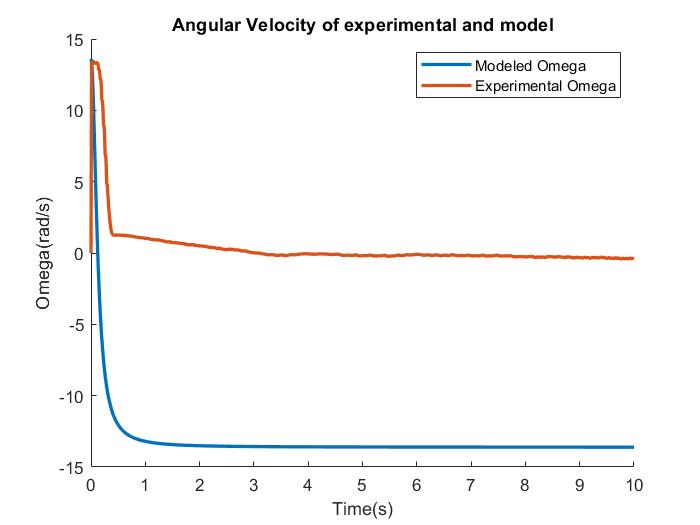 Angular Velocity of experimental and model
Modeled Omega
Experimental Omega
15
10
5
0
-5
-10
-15
Omega(rad/s)
0 1 2 3 4 5 6 7 8 9 10
Time(s)